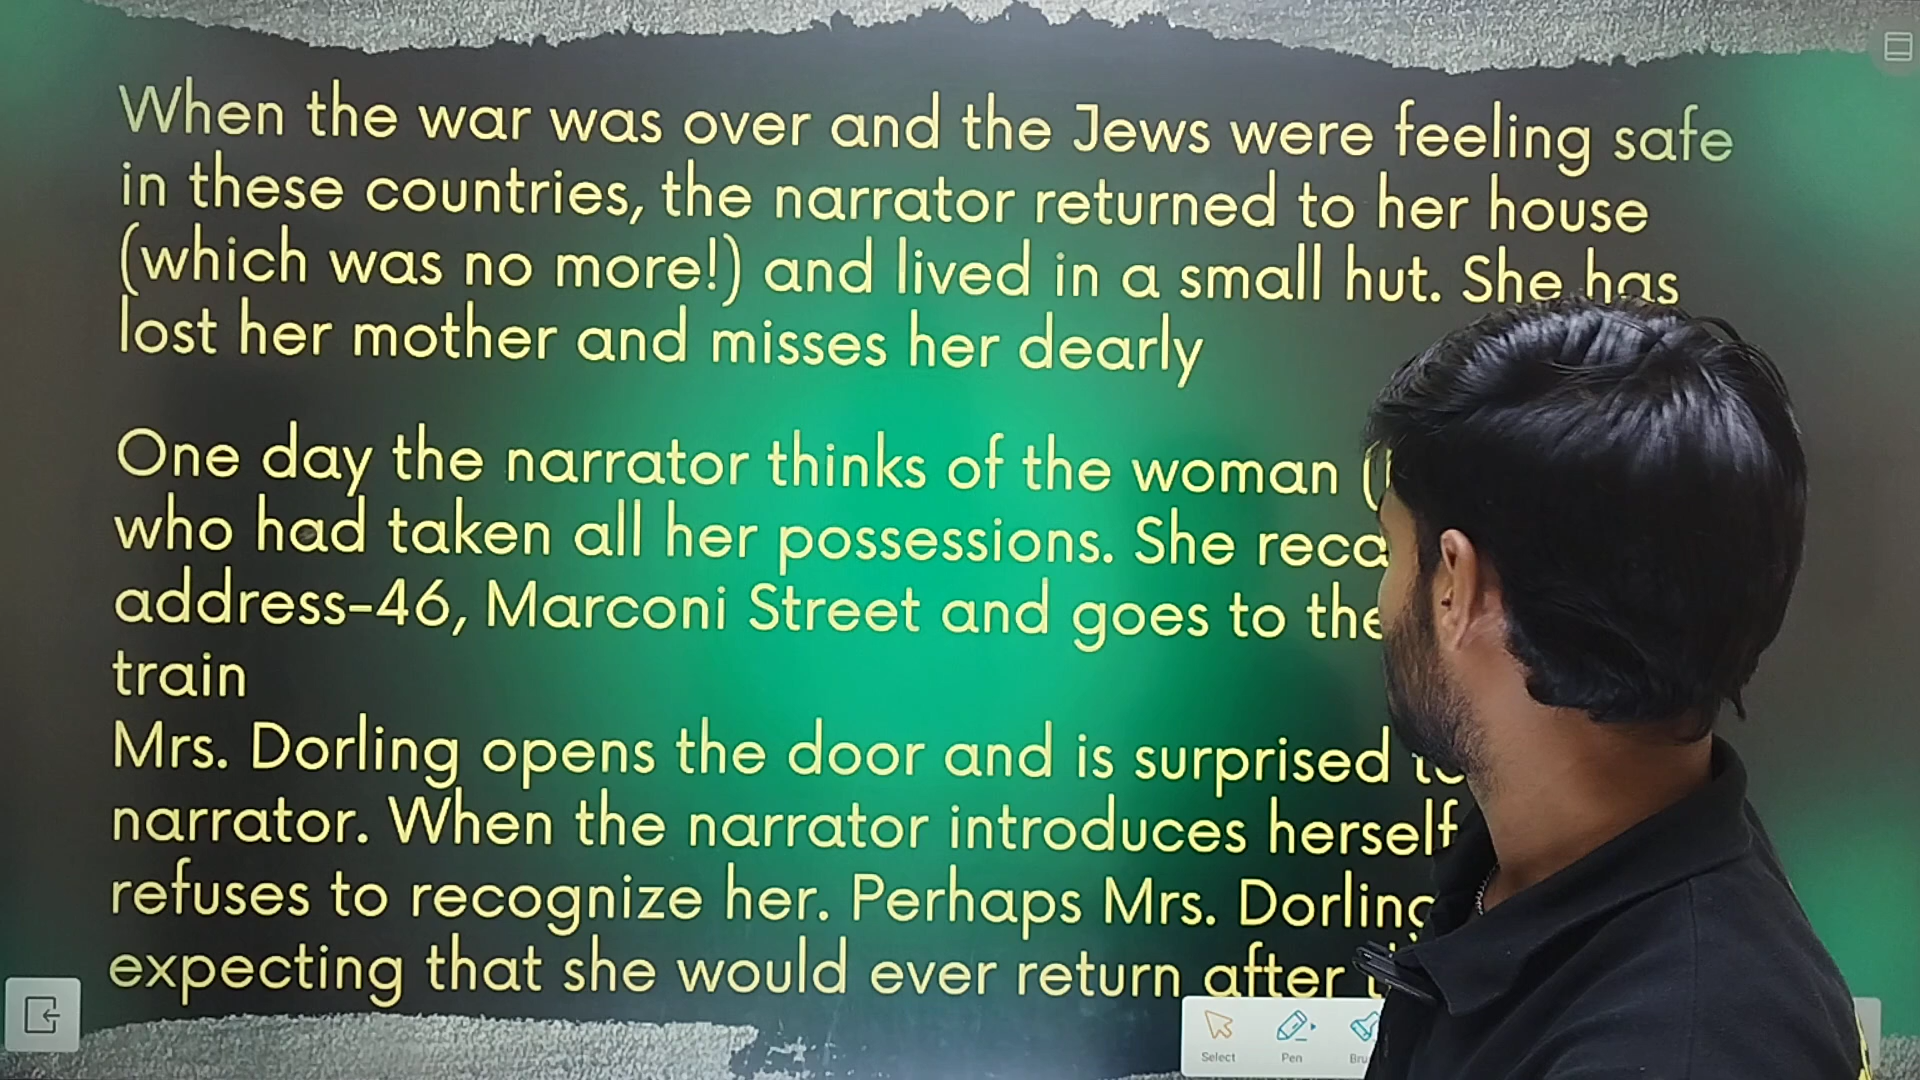 When the war was over and the Jews were feeling safe
in these countries, the narrator returned to her house
(which was no more!) and lived in a small hut. She has
lost her mother and misses her dearly
One day the narrator thinks of the woman (
who had taken all her possessions. She
address-46, Marconi Street and goes to
train
Mrs. Dorling opens the door and is surprised
narrator. When the narrator introduces herself
refuses to recognize her. Perhaps Mrs. Dorling
expecting that she would ever return after
Select Pen